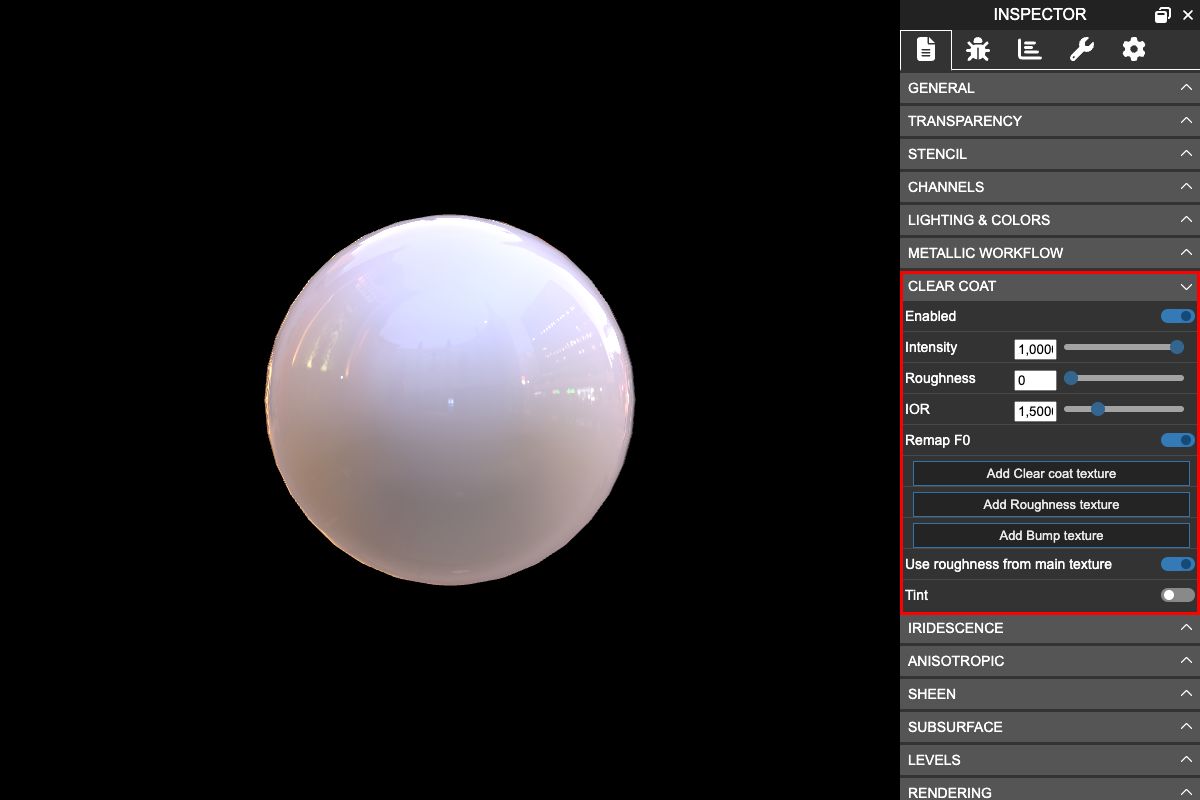 INSPECTOR
GENERAL
TRANSPARENCY
STENCIL
CHANNELS
LIGHTING & COLORS
METALLIC WORKFLOW
CLEAR COAT
Enabled
Intensity 1,000
Roughness 0
IOR 1,500
Remap F0
Add Clear coat texture
Add Roughness texture
Add Bump texture
Use roughness from main texture
Tint
IRIDESCENCE
ANISOTROPIC
SHEEN
SUBSURFACE
LEVELS
RENDERING